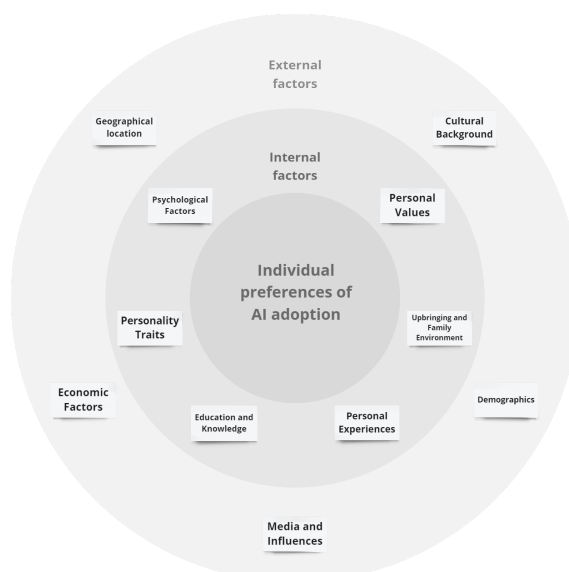 External
factors
Geographical
location
Cultural
Background
Internal
factors
Psychological
Factors
Personal
Values
Individual
preferences of
AI adoption
Personality
Traits
Upbringing and
Family
Environment
Economic
Factors
Demographics
Education and
Knowledge
Personal
Experiences
Media and
Influences